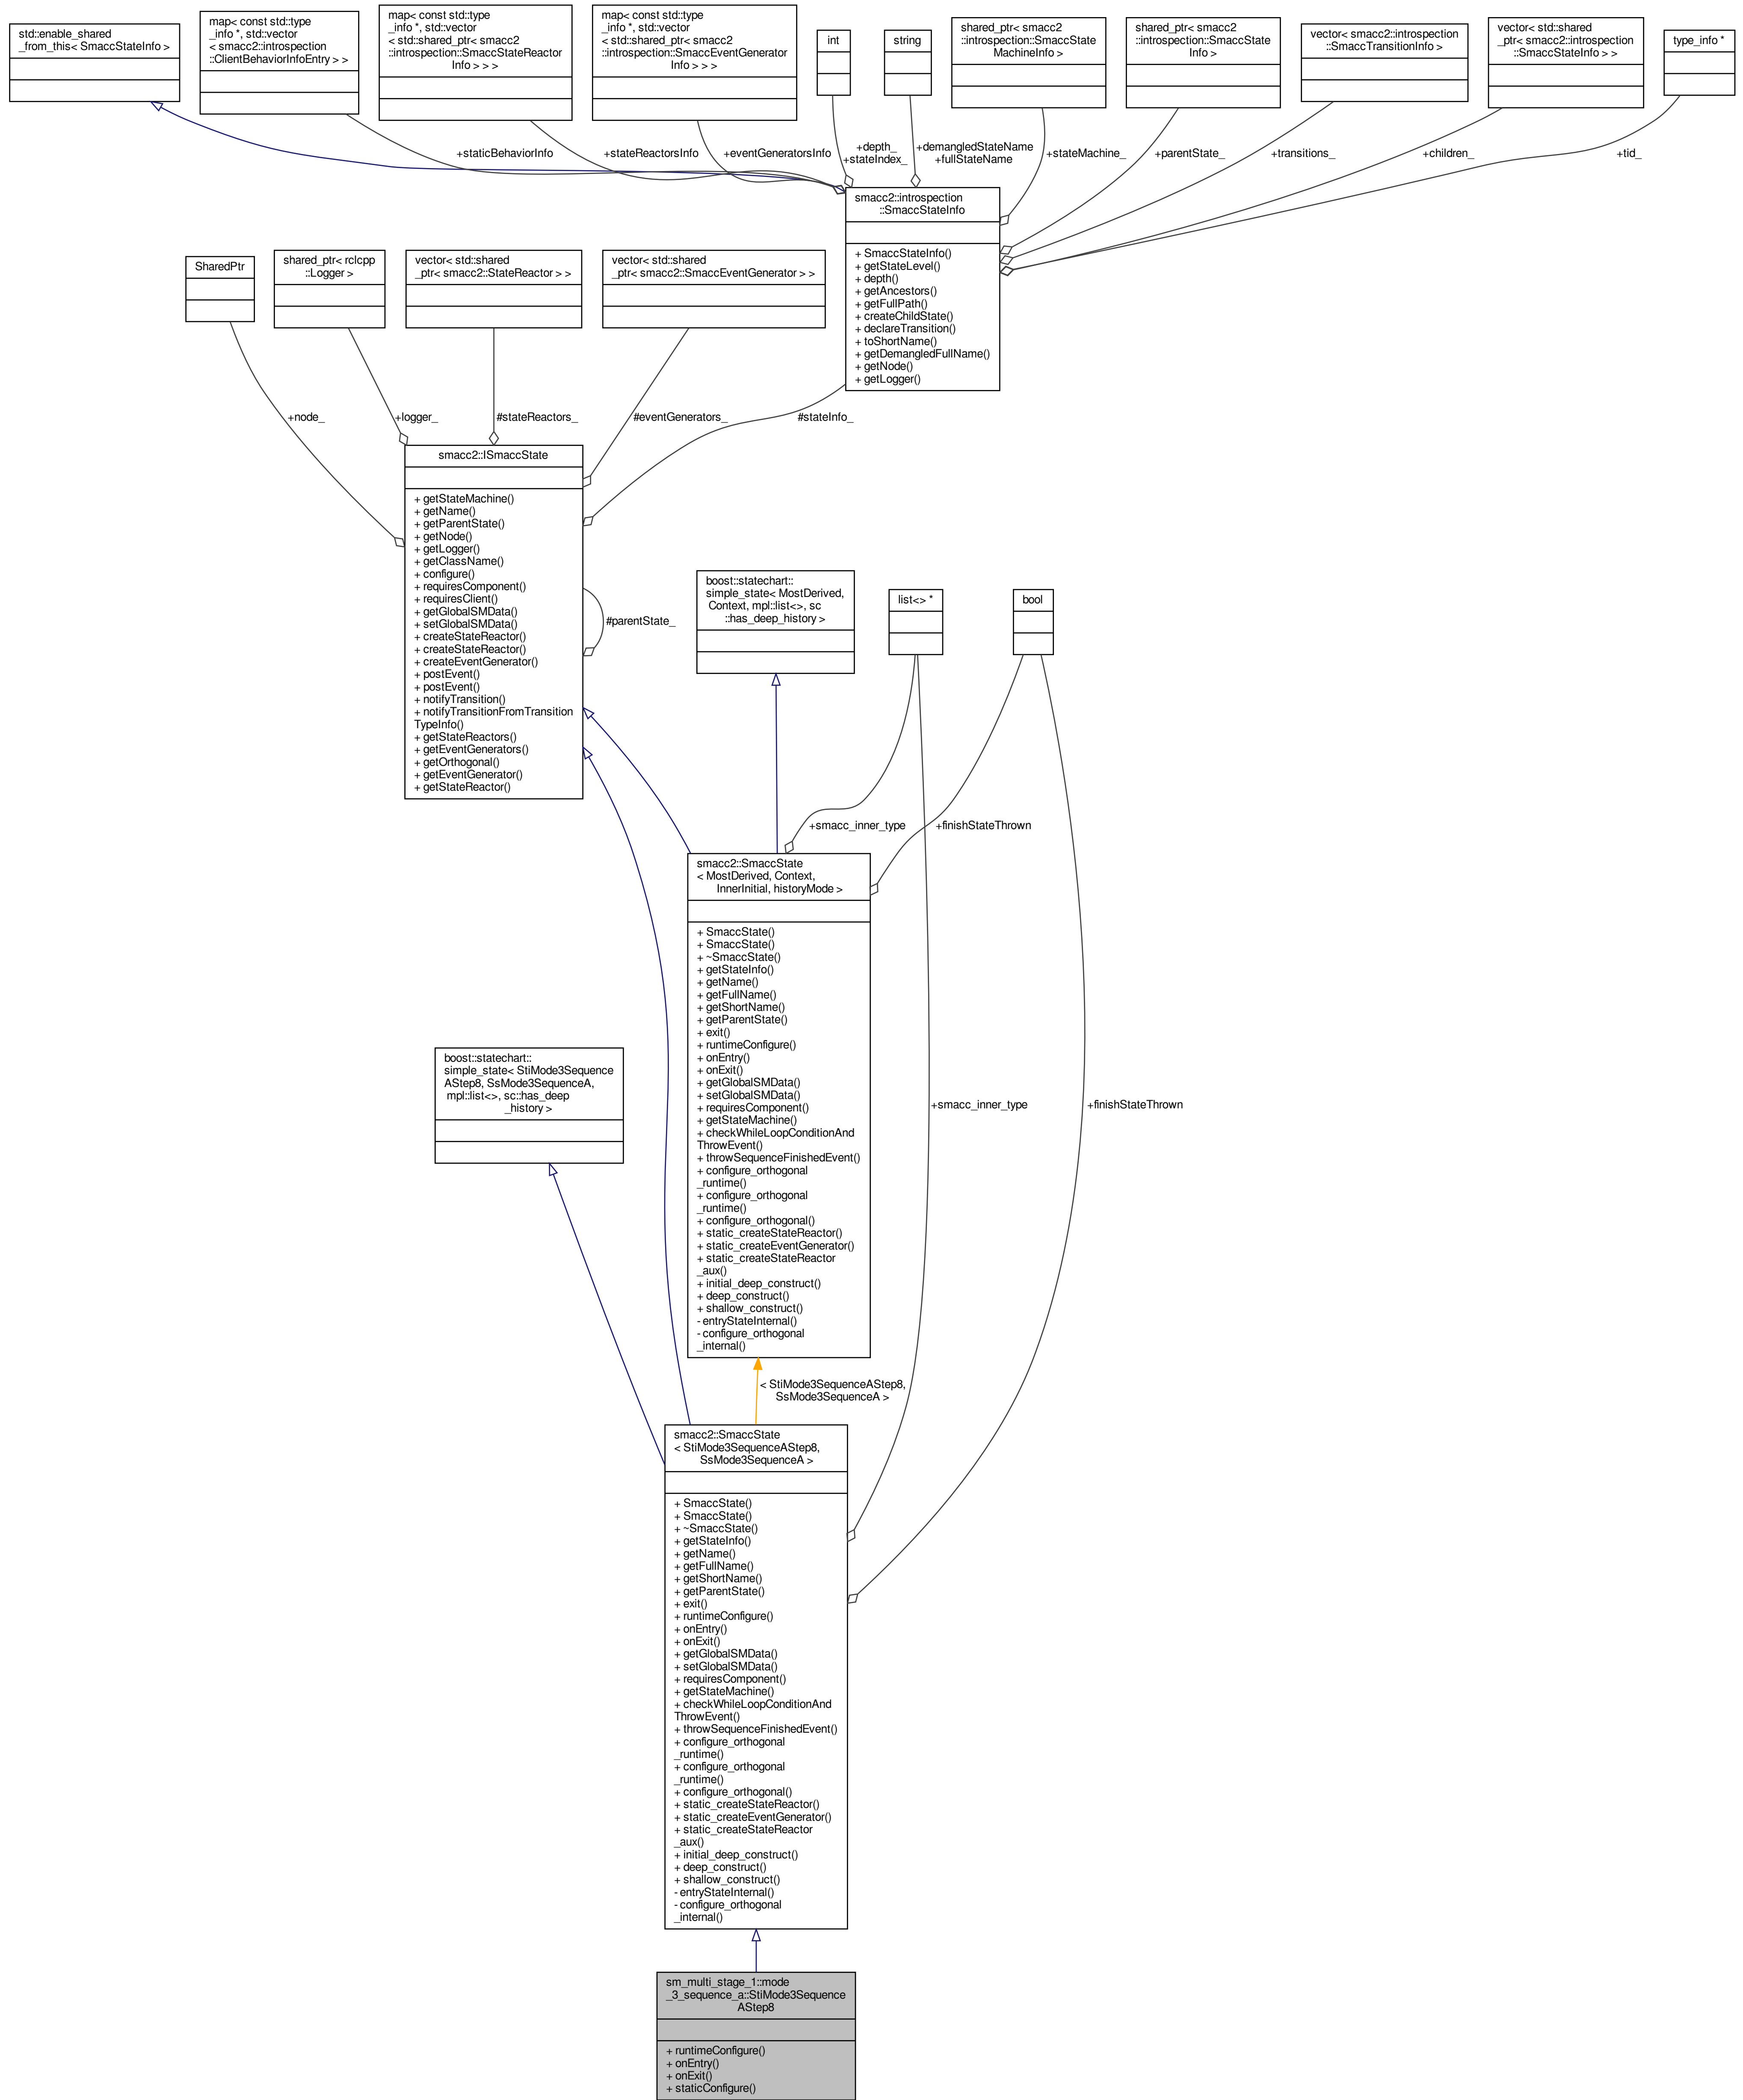 std::enable_shared
_from_this< SmaccStateInfo >
map< const std::type
_info *, std::vector
< smacc2::introspection
::ClientBehaviorInfoEntry > >
map< const std::type
_info *, std::vector
< std::shared_ptr< smacc2
::introspection::SmaccStateReactor
Info > > >
map< const std::type
_info *, std::vector
< std::shared_ptr< smacc2
::introspection::SmaccEventGenerator
Info > > >
int
string
shared_ptr< smacc2
::introspection::SmaccState
MachineInfo >
shared_ptr< smacc2
::introspection::SmaccState
Info >
vector< smacc2::introspection
::SmaccTransitionInfo >
vector< std::shared
_ptr< smacc2::introspection
::SmaccStateInfo > >
type_info *
+staticBehaviorInfo
+stateReactorsInfo
+eventGeneratorsInfo
+depth_
+stateIndex_
+demangledStateName
+fullStateName
+stateMachine_
+parentState_
+transitions_
+children_
+tid_
smacc2::introspection
::SmaccStateInfo
+ SmaccStateInfo()
+ getStateLevel()
+ depth()
+ getAncestors()
+ getFullPath()
+ createChildState()
+ declareTransition()
+ toShortName()
+ getDemangledFullName()
+ getNode()
+ getLogger()
SharedPtr
shared_ptr< rclcpp
::Logger >
vector< std::shared
_ptr< smacc2::StateReactor > >
vector< std::shared
_ptr< smacc2::SmaccEventGenerator > >
+node_
+logger_
#stateReactors_
#eventGenerators_
#stateInfo_
smacc2::ISmaccState
+ getStateMachine()
+ getName()
+ getParentState()
+ getNode()
+ getLogger()
+ getClassName()
+ configure()
+ requiresComponent()
+ requiresClient()
+ getGlobalSMData()
+ setGlobalSMData()
+ createStateReactor()
+ createStateReactor()
+ createEventGenerator()
+ postEvent()
+ postEvent()
+ notifyTransition()
+ notifyTransitionFromTransition
TypeInfo()
+ getStateReactors()
+ getEventGenerators()
+ getOrthogonal()
+ getEventGenerator()
+ getStateReactor()
#parentState_
boost::statechart::
simple_state< MostDerived,
Context, mpl::list<>, sc
::has_deep_history >
list<> *
bool
+smacc_inner_type
+finishStateThrown
smacc2::SmaccState
< MostDerived, Context,
InnerInitial, historyMode >
+ SmaccState()
+ SmaccState()
+ ~SmaccState()
+ getStateInfo()
+ getName()
+ getFullName()
+ getShortName()
+ getParentState()
+ exit()
+ runtimeConfigure()
+ onEntry()
+ onExit()
+ getGlobalSMData()
+ setGlobalSMData()
+ requiresComponent()
+ getStateMachine()
+ checkWhileLoopConditionAnd
ThrowEvent()
+ throwSequenceFinishedEvent()
+ configure_orthogonal
_runtime()
+ configure_orthogonal
_runtime()
+ configure_orthogonal()
+ static_createStateReactor()
+ static_createEventGenerator()
+ static_createStateReactor
_aux()
+ initial_deep_construct()
+ deep_construct()
+ shallow_construct()
- entryStateInternal()
- configure_orthogonal
_internal()
boost::statechart::
simple_state< StiMode3Sequence
AStep8, SsMode3SequenceA,
mpl::list<>, sc::has_deep
_history >
+smacc_inner_type
+finishStateThrown
< StiMode3SequenceAStep8,
SsMode3SequenceA >
smacc2::SmaccState
< StiMode3SequenceAStep8,
SsMode3SequenceA >
+ SmaccState()
+ SmaccState()
+ ~SmaccState()
+ getStateInfo()
+ getName()
+ getFullName()
+ getShortName()
+ getParentState()
+ exit()
+ runtimeConfigure()
+ onEntry()
+ onExit()
+ getGlobalSMData()
+ setGlobalSMData()
+ requiresComponent()
+ getStateMachine()
+ checkWhileLoopConditionAnd
ThrowEvent()
+ throwSequenceFinishedEvent()
+ configure_orthogonal
_runtime()
+ configure_orthogonal
_runtime()
+ configure_orthogonal()
+ static_createStateReactor()
+ static_createEventGenerator()
+ static_createStateReactor
_aux()
+ initial_deep_construct()
+ deep_construct()
+ shallow_construct()
- entryStateInternal()
- configure_orthogonal
_internal()
sm_multi_stage_1::mode
_3_sequence_a::StiMode3Sequence
AStep8
+ runtimeConfigure()
+ onEntry()
+ onExit()
+ staticConfigure()